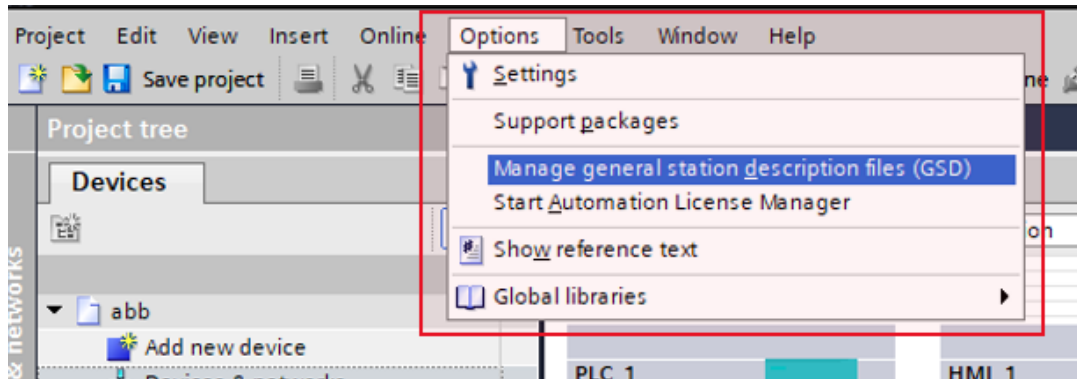 Project Edit View Insert Online Options Tools Window Help
Save project
Settings
Support packages
Project tree
Manage general station description files (GSD)
Devices
Start Automation License Manager
Show reference text
Global libraries
& networks
abb
Add new device
PLC_1
HMI_1